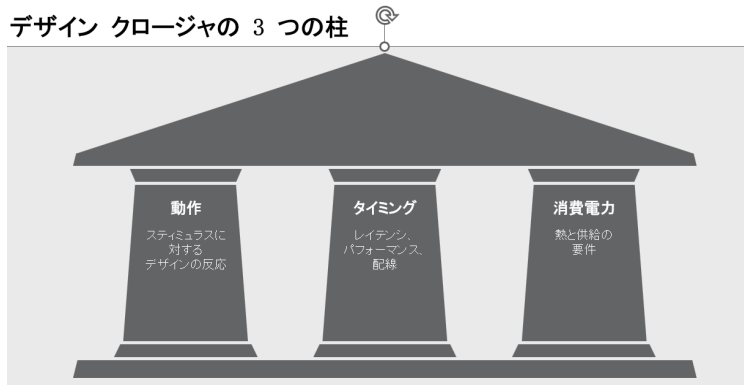 デザイン クロージャの 3 つの柱
動作
スティミュラスに
対する
デザインの反応
タイミング
レイテンシ、
パフォーマンス、
配線
消費電力
熱と供給の
要件